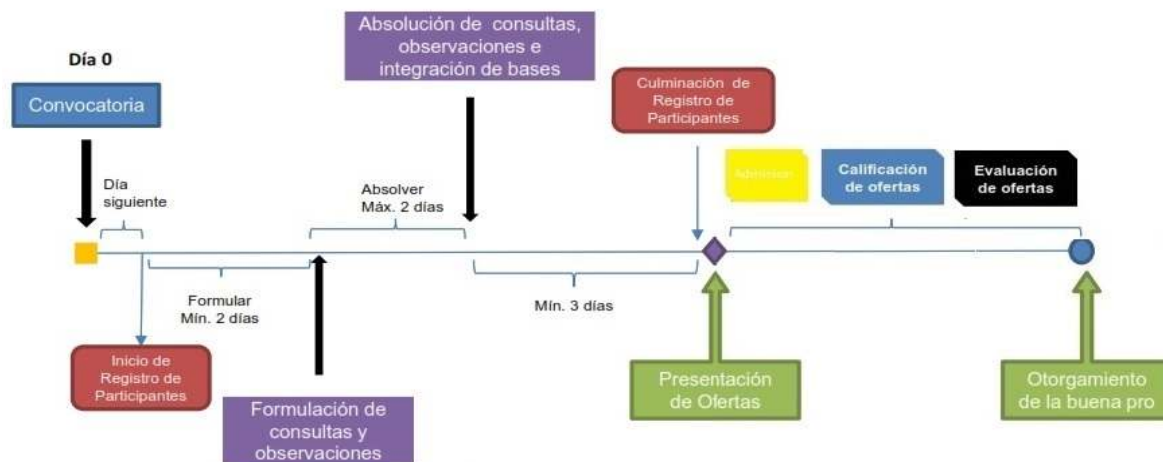 Día 0
Convocatoria
Absolución de consultas,
observaciones e
integración de bases
Culminación de
Registro de
Participantes
Admisión
Calificación
de ofertas
Evaluación
de ofertas
Día
siguiente
Absolver
Máx. 2 días
Formular
Mín. 2 días
Mín. 3 días
Inicio de
Registro de
Participantes
Formulación de
consultas y
observaciones
Presentación
de Ofertas
Otorgamiento
de la buena pro